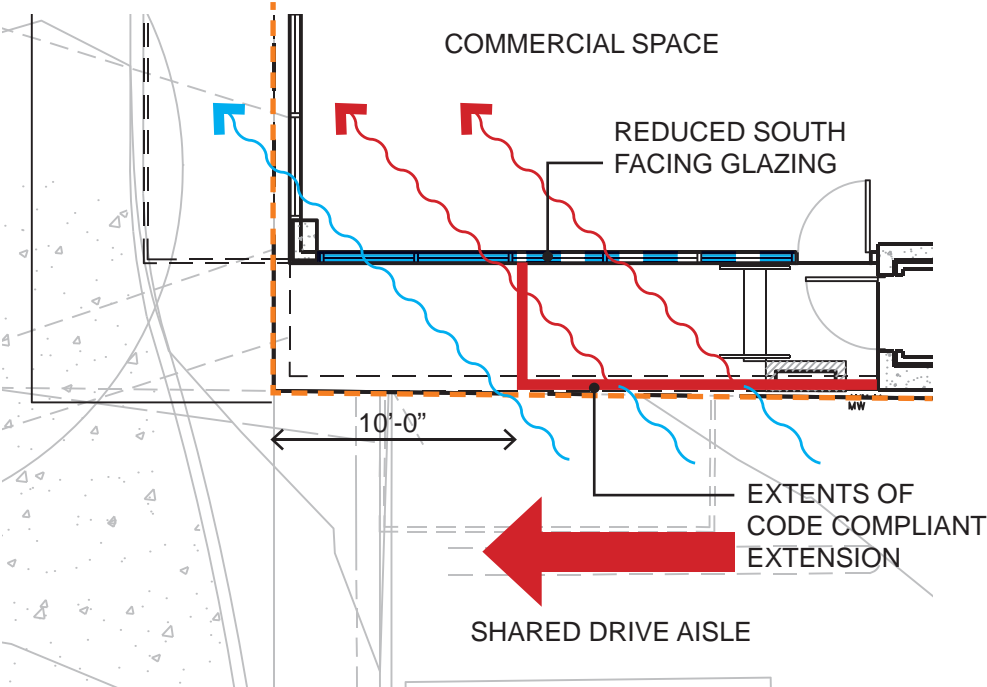 COMMERCIAL SPACE
REDUCED SOUTH
FACING GLAZING
10'-0”
MW
EXTENTS OF
CODE COMPLIANT
EXTENSION
SHARED DRIVE AISLE